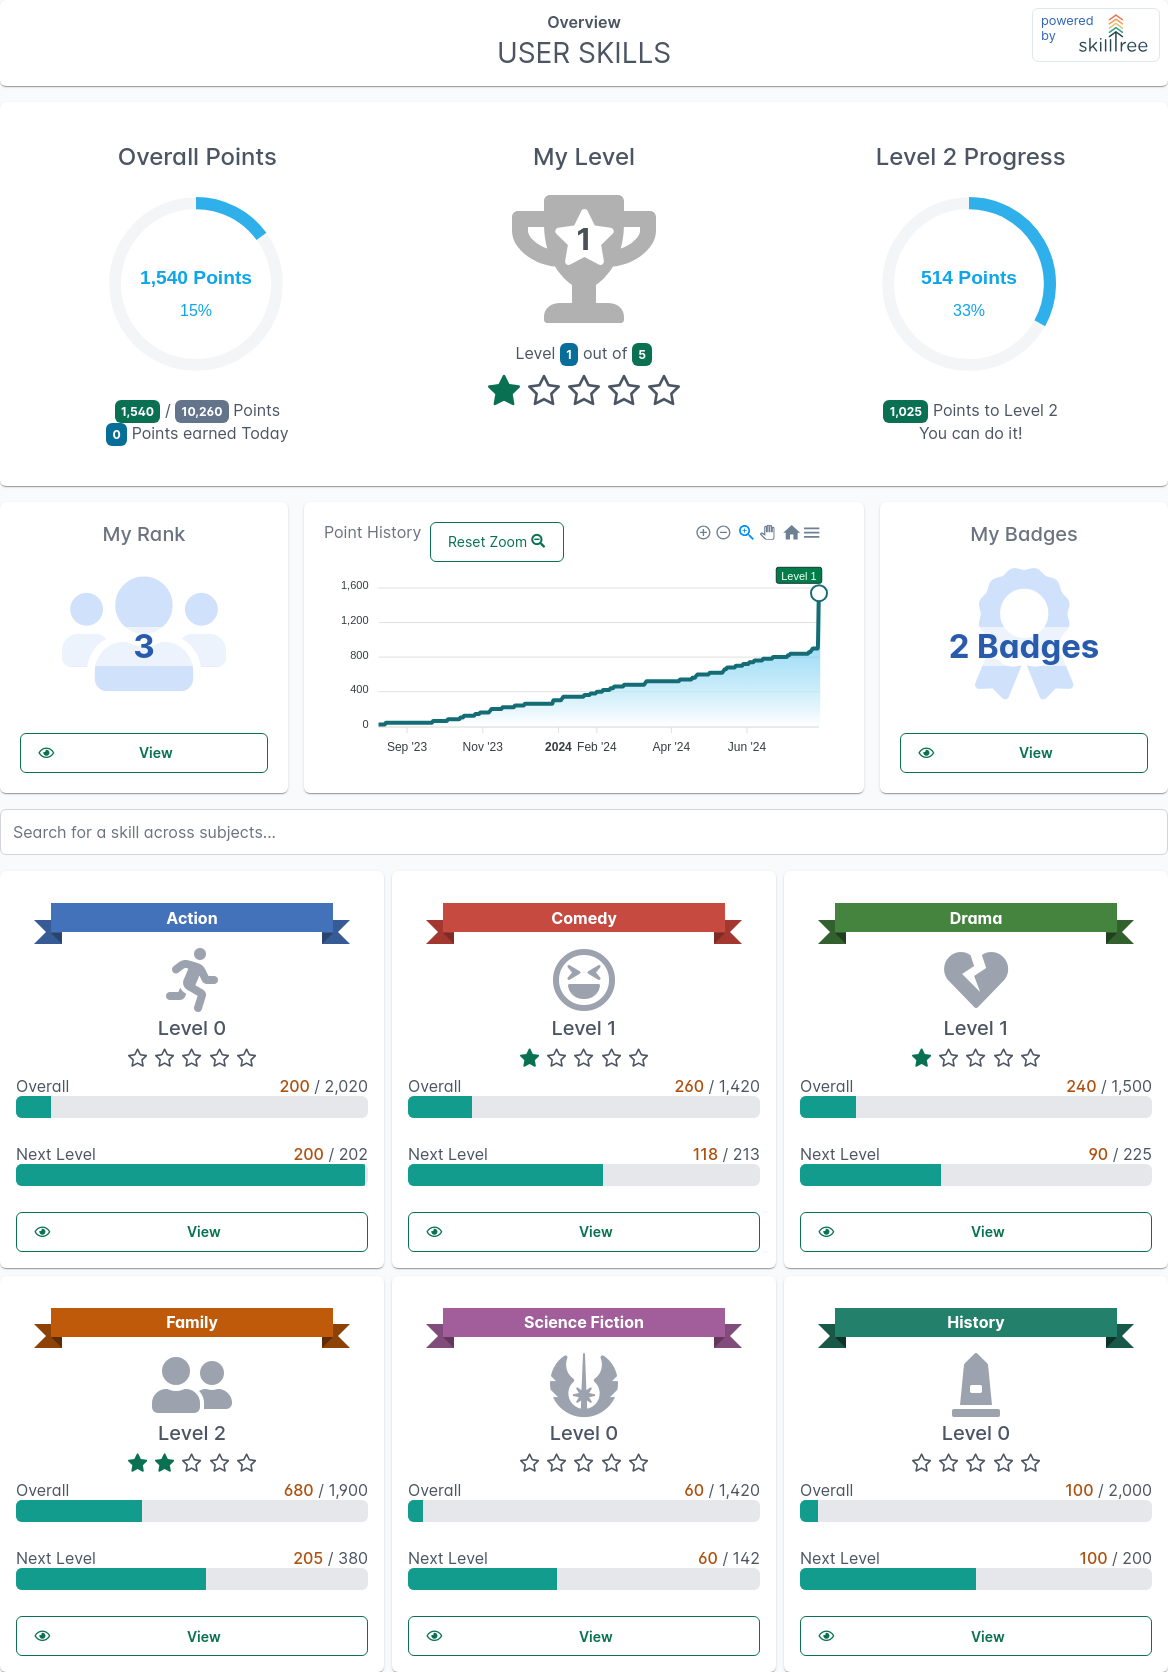 Overview
USER SKILLS
powered
by
skilltree
Overall Points
1,540 Points
15%
1,540 / 10,260 Points
0 Points earned Today
My Level
1
Level 1 out of 5
Level 2 Progress
514 Points
33%
1,025 Points to Level 2
You can do it!
My Rank
3
View
Point History
Reset Zoom
Level 1
1,600
1,200
800
400
0
Sep '23 Nov '23 2024 Feb '24 Apr '24 Jun '24
My Badges
2 Badges
View
Search for a skill across subjects...
Action
Level 0
Overall 200 / 2,020
Next Level 200 / 202
View
Comedy
Level 1
Overall 260 / 1,420
Next Level 118 / 213
View
Drama
Level 1
Overall 240 / 1,500
Next Level 90 / 225
View
Family
Level 2
Overall 680 / 1,900
Next Level 205 / 380
View
Science Fiction
Level 0
Overall 60 / 1,420
Next Level 60 / 142
View
History
Level 0
Overall 100 / 2,000
Next Level 100 / 200
View